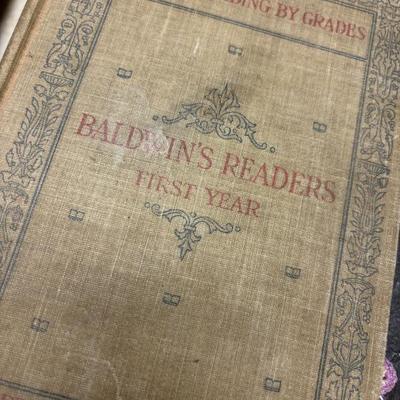 BY GRADES
BALDWIN'S READERS
FIRST YEAR